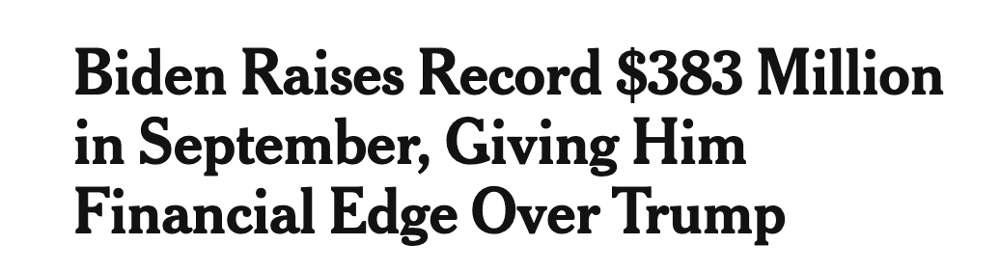 Biden Raises Record $383 Million
in September, Giving Him
Financial Edge Over Trump